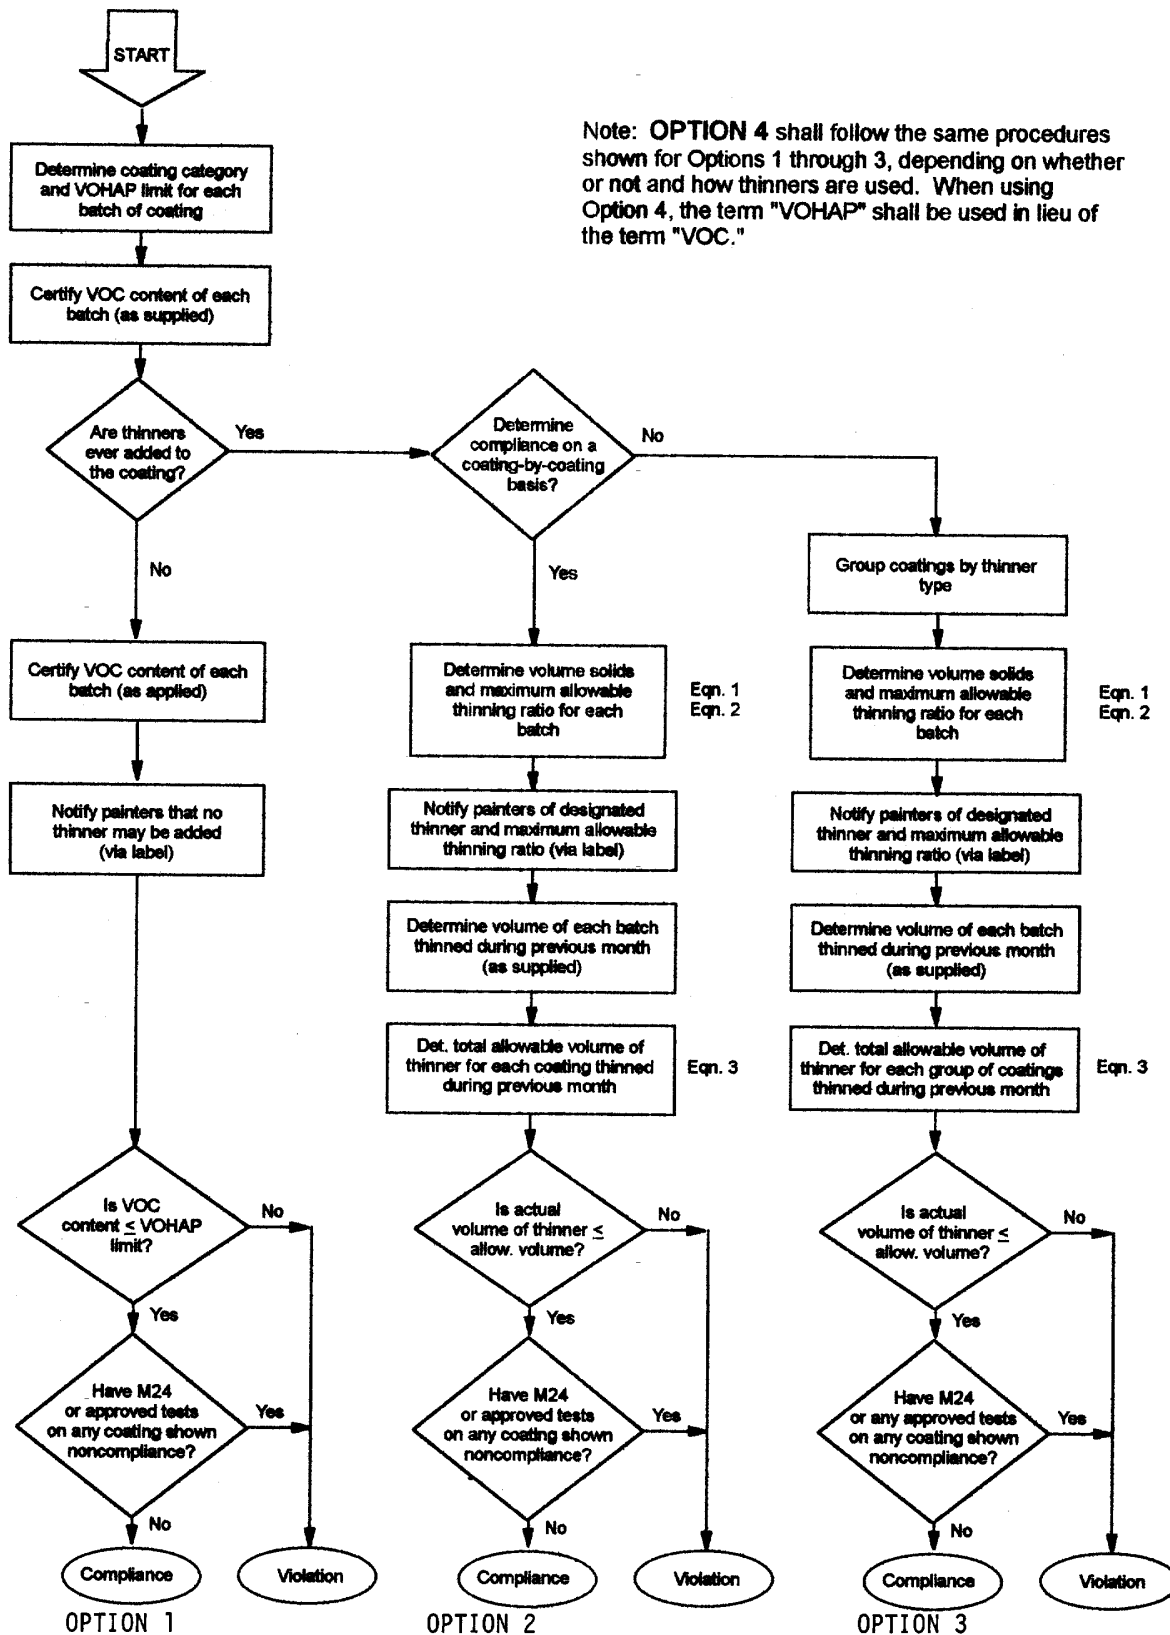 START
Note: OPTION 4 shall follow the same procedures
shown for Options 1 through 3, depending on whether
or not and how thinners are used. When using
Option 4, the term "VOHAP" shall be used in lieu of
the term "VOC."
Determine coating category
and VOHAP limit for each
batch of coating
Certify VOC content of each
batch (as supplied)
Are thinners
ever added to
the coating?
Yes
No
Determine
compliance on a
coating-by-coating
basis?
No
Yes
Certify VOC content of each
batch (as applied)
Notify painters that no
thinner may be added
(via label)
Is VOC
content ≤ VOHAP
limit?
No
Yes
Have M24
or approved tests
on any coating shown
noncompliance?
Yes
No
Compliance
Violation
OPTION 1
Determine volume solids
and maximum allowable
thinning ratio for each
batch
Eqn. 1
Eqn. 2
Notify painters of designated
thinner and maximum allowable
thinning ratio (via label)
Determine volume of each batch
thinned during previous month
(as supplied)
Det. total allowable volume of
thinner for each coating thinned
during previous month
Eqn. 3
Is actual
volume of thinner ≤
allow. volume?
No
Yes
Have M24
or approved tests
on any coating shown
noncompliance?
Yes
No
Compliance
Violation
OPTION 2
Group coatings by thinner
type
Determine volume solids
and maximum allowable
thinning ratio for each
batch
Eqn. 1
Eqn. 2
Notify painters of designated
thinner and maximum allowable
thinning ratio (via label)
Determine volume of each batch
thinned during previous month
(as supplied)
Det. total allowable volume of
thinner for each group of coatings
thinned during previous month
Eqn. 3
Is actual
volume of thinner ≤
allow. volume?
No
Yes
Have M24
or any approved tests
on any coating shown
noncompliance?
Yes
No
Compliance
Violation
OPTION 3